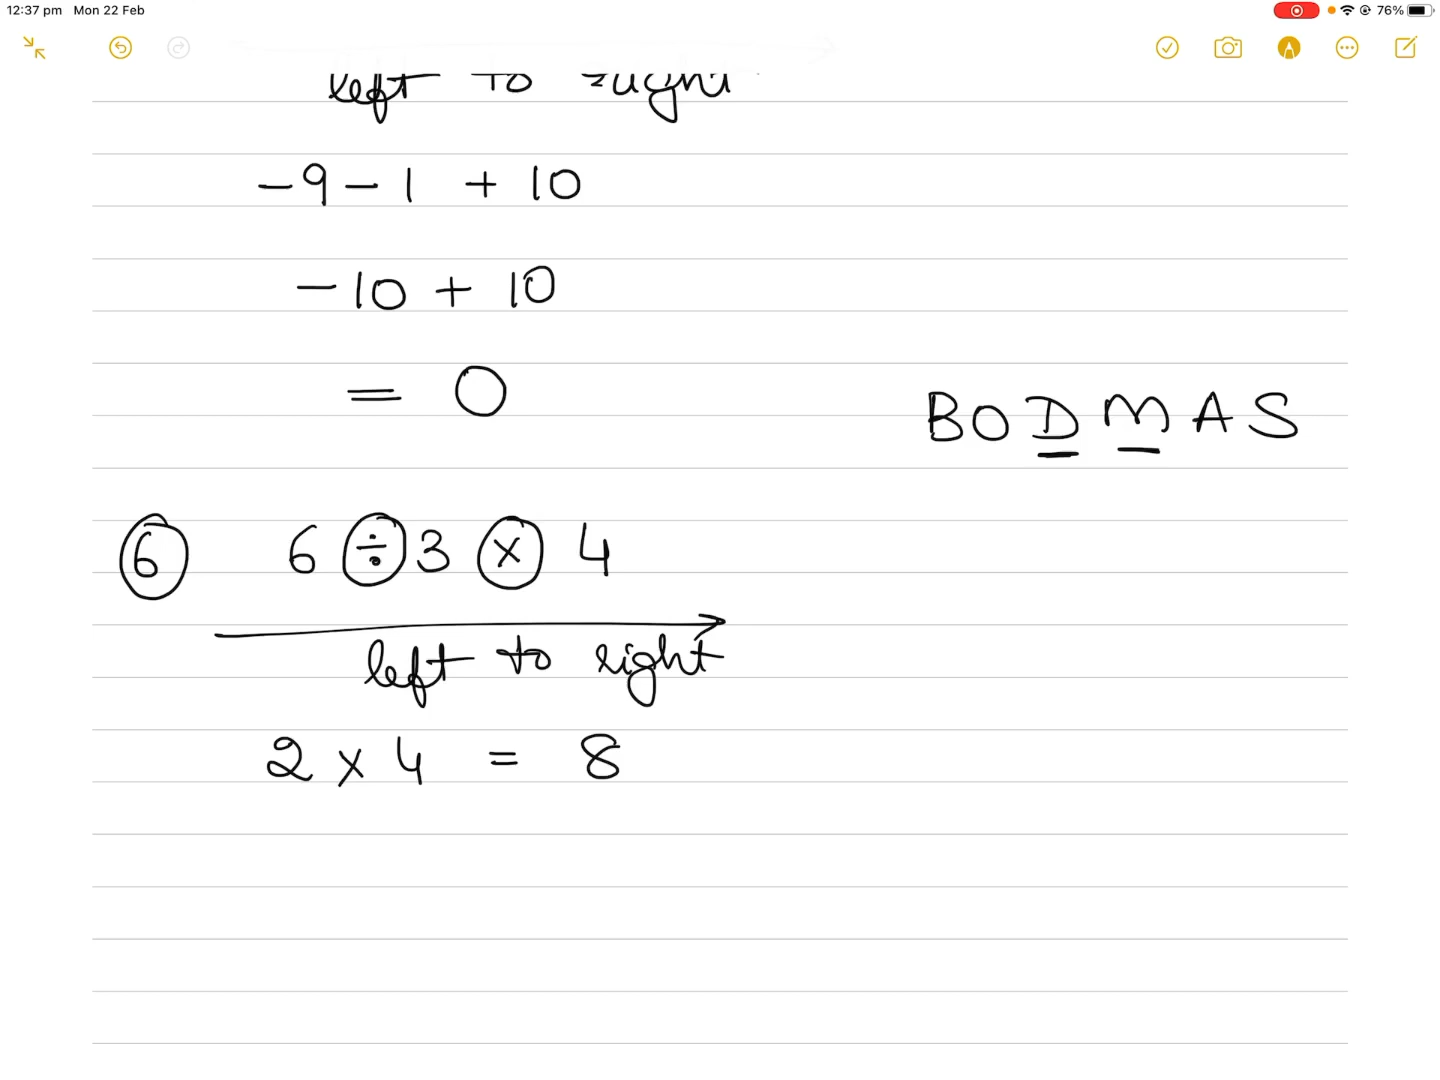 12:37 pm Mon 22 Feb 76%
left to right
-9 - 1 + 10
-10 + 10
= 0
BODMAS
6 6 ÷ 3 × 4
left to right
2 × 4 = 8